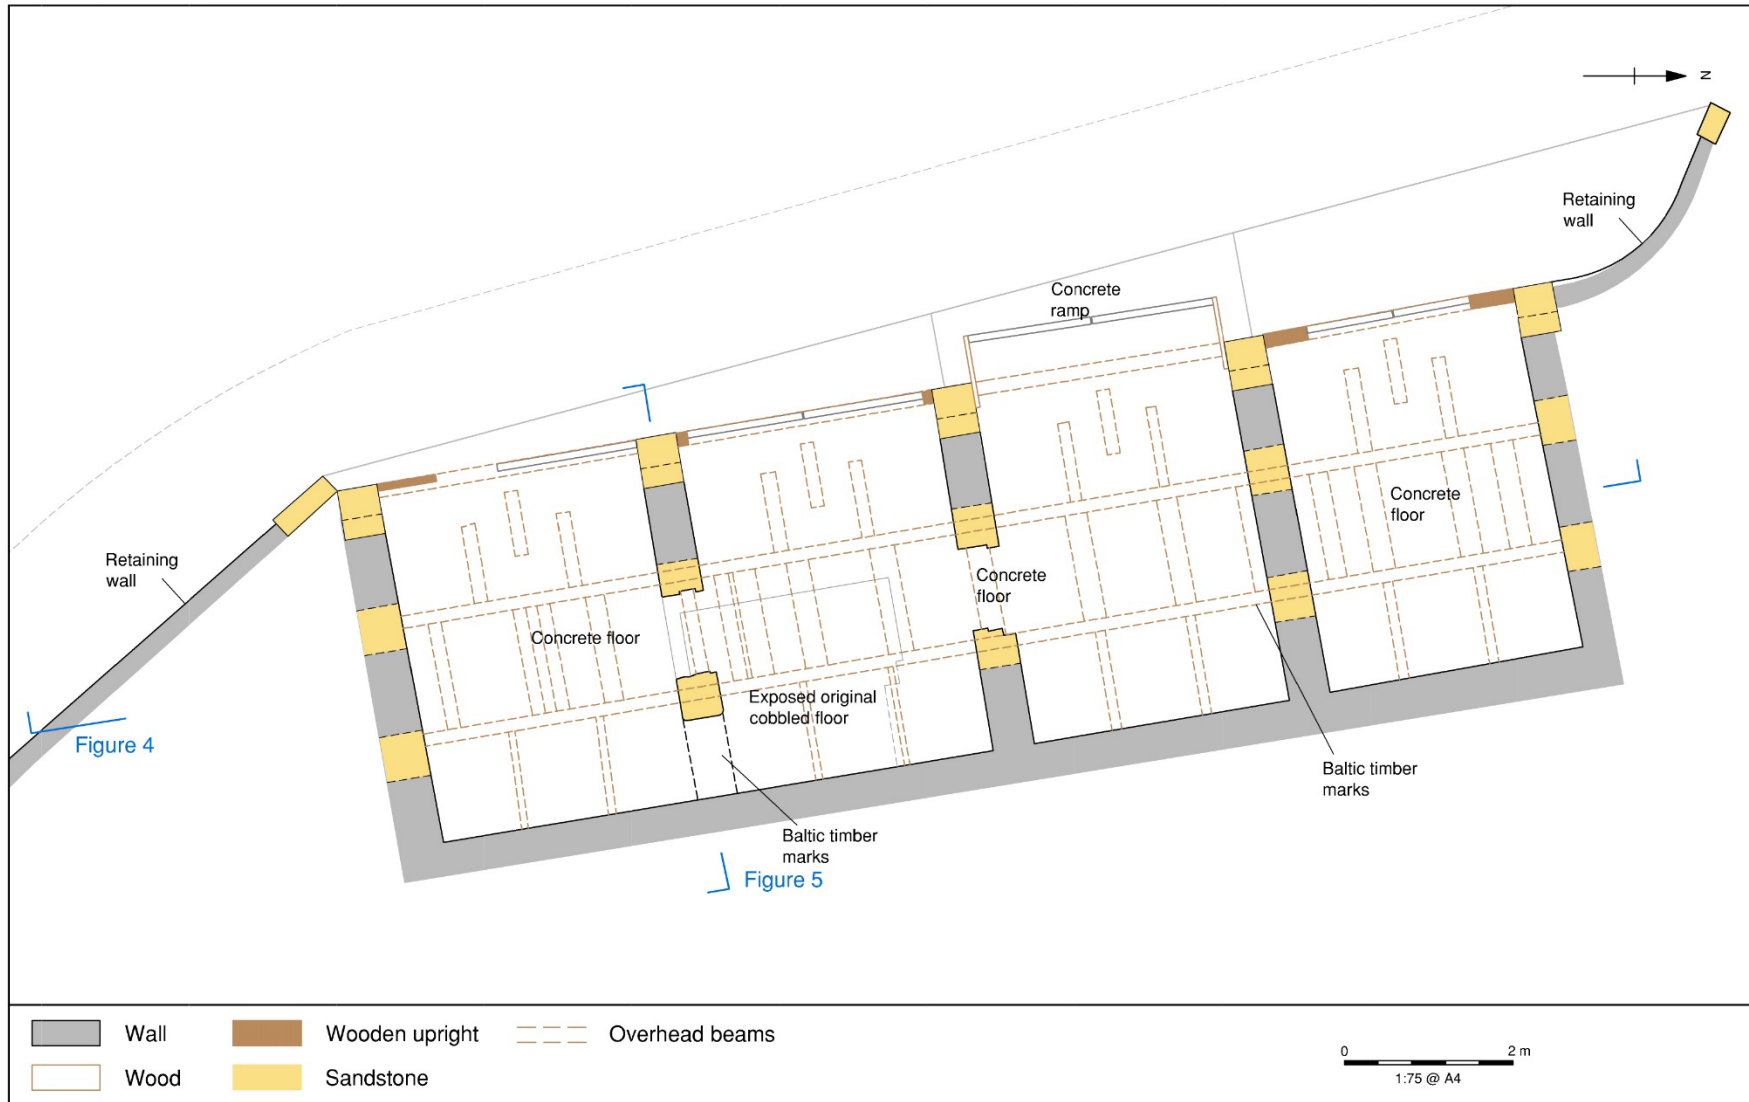 N
Retaining
wall
Concrete
ramp
Concrete
floor
Concrete
floor
Retaining
wall
Concrete floor
Exposed original
cobbled floor
Figure 4
Baltic timber
marks
Baltic timber
marks
Figure 5
Wall
Wooden upright
Overhead beams
Wood
Sandstone
0
2 m
1:75 @ A4